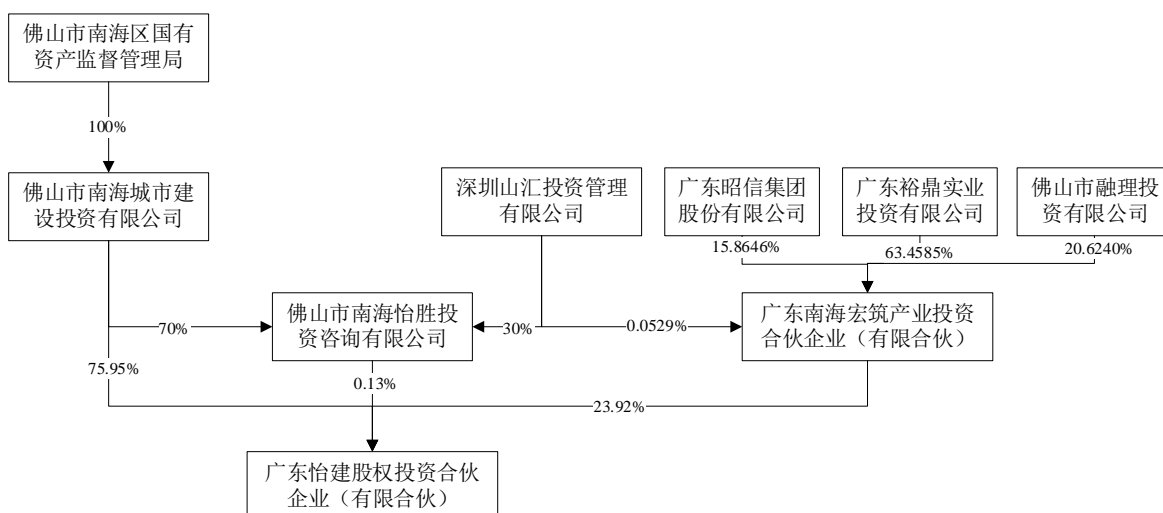 佛山市南海区国有
资产监督管理局
100%
佛山市南海城市建
设投资有限公司
深圳山汇投资管理
有限公司
广东昭信集团
股份有限公司
广东裕鼎实业
投资有限公司
佛山市融理投
资有限公司
15.8646%
63.4585%
20.6240%
佛山市南海怡胜投
资咨询有限公司
广东南海宏筑产业投资
合伙企业（有限合伙）
70%
30%
0.0529%
75.95%
0.13%
23.92%
广东怡建股权投资合伙
企业（有限合伙）